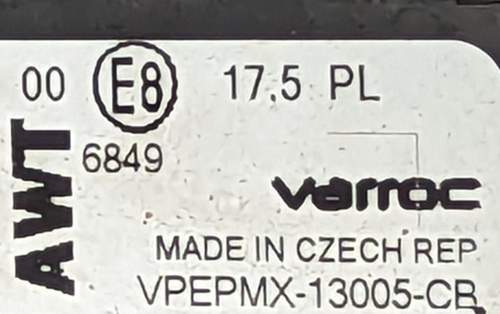 00 E8 17.5 PL
6849
AWT
varroc
MADE IN CZECH REP
VPEPMX-13005-CB